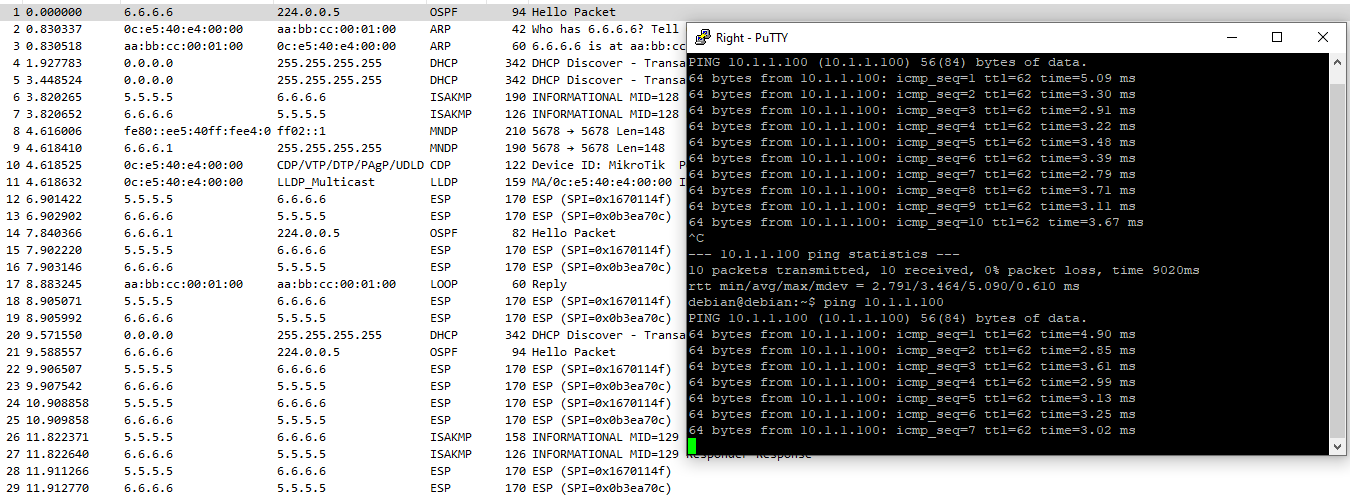 1 0.000000 6.6.6.6 224.0.0.5 OSPF 94 Hello Packet
2 0.830337 0c:e5:40:e4:00:00 aa:bb:cc:00:01:00 ARP 42 Who has 6.6.6.6? Tell
3 0.830518 aa:bb:cc:00:01:00 0c:e5:40:e4:00:00 ARP 60 6.6.6.6 is at aa:bb:cc
4 1.927783 0.0.0.0 255.255.255.255 DHCP 342 DHCP Discover - Transa
5 3.448524 0.0.0.0 255.255.255.255 DHCP 342 DHCP Discover - Transa
6 3.820265 5.5.5.5 6.6.6.6 ISAKMP 190 INFORMATIONAL MID=128
7 3.820652 6.6.6.6 5.5.5.5 ISAKMP 126 INFORMATIONAL MID=128
8 4.616006 fe80::ee5:40ff:fee4:0 ff02::1 MNDP 210 5678 → 5678 Len=148
9 4.618410 6.6.6.1 255.255.255.255 MNDP 190 5678 → 5678 Len=148
10 4.618525 0c:e5:40:e4:00:00 CDP/VTP/DTP/PAgP/UDLD CDP 122 Device ID: MikroTik P
11 4.618632 0c:e5:40:e4:00:00 LLDP_Multicast LLDP 159 MA/0c:e5:40:e4:00:00 I
12 6.901422 5.5.5.5 6.6.6.6 ESP 170 ESP (SPI=0x1670114f)
13 6.902902 6.6.6.6 5.5.5.5 ESP 170 ESP (SPI=0x0b3ea70c)
14 7.840366 6.6.6.1 224.0.0.5 OSPF 82 Hello Packet
15 7.902220 5.5.5.5 6.6.6.6 ESP 170 ESP (SPI=0x1670114f)
16 7.903146 6.6.6.6 5.5.5.5 ESP 170 ESP (SPI=0x0b3ea70c)
17 8.883245 aa:bb:cc:00:01:00 aa:bb:cc:00:01:00 LOOP 60 Reply
18 8.905071 5.5.5.5 6.6.6.6 ESP 170 ESP (SPI=0x1670114f)
19 8.905992 6.6.6.6 5.5.5.5 ESP 170 ESP (SPI=0x0b3ea70c)
20 9.571550 0.0.0.0 255.255.255.255 DHCP 342 DHCP Discover - Transa
21 9.588557 6.6.6.6 224.0.0.5 OSPF 94 Hello Packet
22 9.906507 5.5.5.5 6.6.6.6 ESP 170 ESP (SPI=0x1670114f)
23 9.907542 6.6.6.6 5.5.5.5 ESP 170 ESP (SPI=0x0b3ea70c)
24 10.908858 5.5.5.5 6.6.6.6 ESP 170 ESP (SPI=0x1670114f)
25 10.909858 6.6.6.6 5.5.5.5 ESP 170 ESP (SPI=0x0b3ea70c)
26 11.822371 5.5.5.5 6.6.6.6 ISAKMP 158 INFORMATIONAL MID=129
27 11.822640 6.6.6.6 5.5.5.5 ISAKMP 126 INFORMATIONAL MID=129 Responder Response
28 11.911266 5.5.5.5 6.6.6.6 ESP 170 ESP (SPI=0x1670114f)
29 11.912770 6.6.6.6 5.5.5.5 ESP 170 ESP (SPI=0x0b3ea70c)
Right - PuTTY
PING 10.1.1.100 (10.1.1.100) 56(84) bytes of data.
64 bytes from 10.1.1.100: icmp_seq=1 ttl=62 time=5.09 ms
64 bytes from 10.1.1.100: icmp_seq=2 ttl=62 time=3.30 ms
64 bytes from 10.1.1.100: icmp_seq=3 ttl=62 time=2.91 ms
64 bytes from 10.1.1.100: icmp_seq=4 ttl=62 time=3.22 ms
64 bytes from 10.1.1.100: icmp_seq=5 ttl=62 time=3.48 ms
64 bytes from 10.1.1.100: icmp_seq=6 ttl=62 time=3.39 ms
64 bytes from 10.1.1.100: icmp_seq=7 ttl=62 time=2.79 ms
64 bytes from 10.1.1.100: icmp_seq=8 ttl=62 time=3.71 ms
64 bytes from 10.1.1.100: icmp_seq=9 ttl=62 time=3.11 ms
64 bytes from 10.1.1.100: icmp_seq=10 ttl=62 time=3.67 ms
^C
--- 10.1.1.100 ping statistics ---
10 packets transmitted, 10 received, 0% packet loss, time 9020ms
rtt min/avg/max/mdev = 2.791/3.464/5.090/0.610 ms
debian@debian:~$ ping 10.1.1.100
PING 10.1.1.100 (10.1.1.100) 56(84) bytes of data.
64 bytes from 10.1.1.100: icmp_seq=1 ttl=62 time=4.90 ms
64 bytes from 10.1.1.100: icmp_seq=2 ttl=62 time=2.85 ms
64 bytes from 10.1.1.100: icmp_seq=3 ttl=62 time=3.61 ms
64 bytes from 10.1.1.100: icmp_seq=4 ttl=62 time=2.99 ms
64 bytes from 10.1.1.100: icmp_seq=5 ttl=62 time=3.13 ms
64 bytes from 10.1.1.100: icmp_seq=6 ttl=62 time=3.25 ms
64 bytes from 10.1.1.100: icmp_seq=7 ttl=62 time=3.02 ms